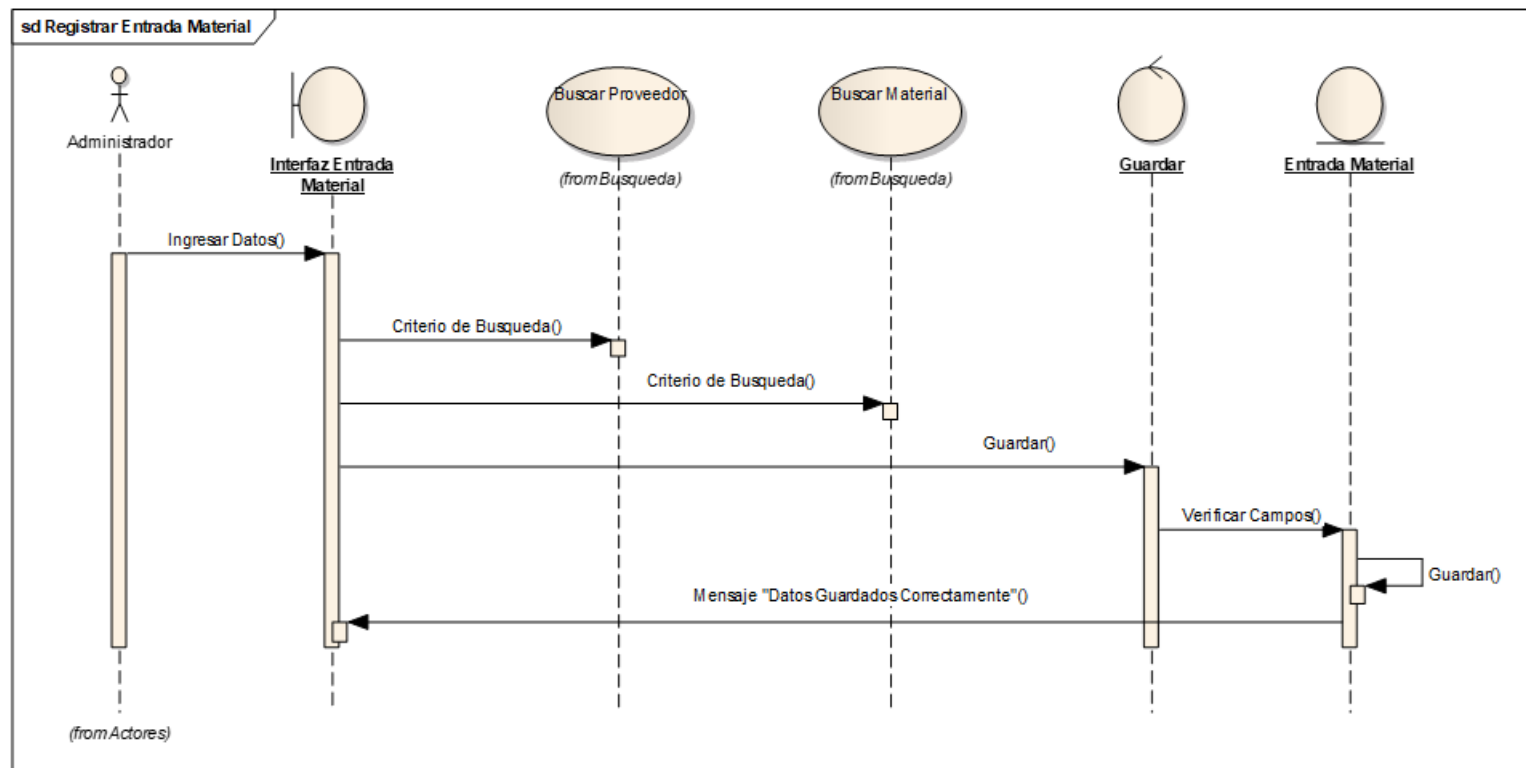 sd Registrar Entrada Material
Administrador
Interfaz Entrada
Material
Buscar Proveedor
(from Busqueda)
Buscar Material
(from Busqueda)
Guardar
Entrada Material
Ingresar Datos()
Criterio de Busqueda()
Criterio de Busqueda()
Guardar()
Verificar Campos()
Guardar()
Mensaje "Datos Guardados Correctamente"()
(from Actores)